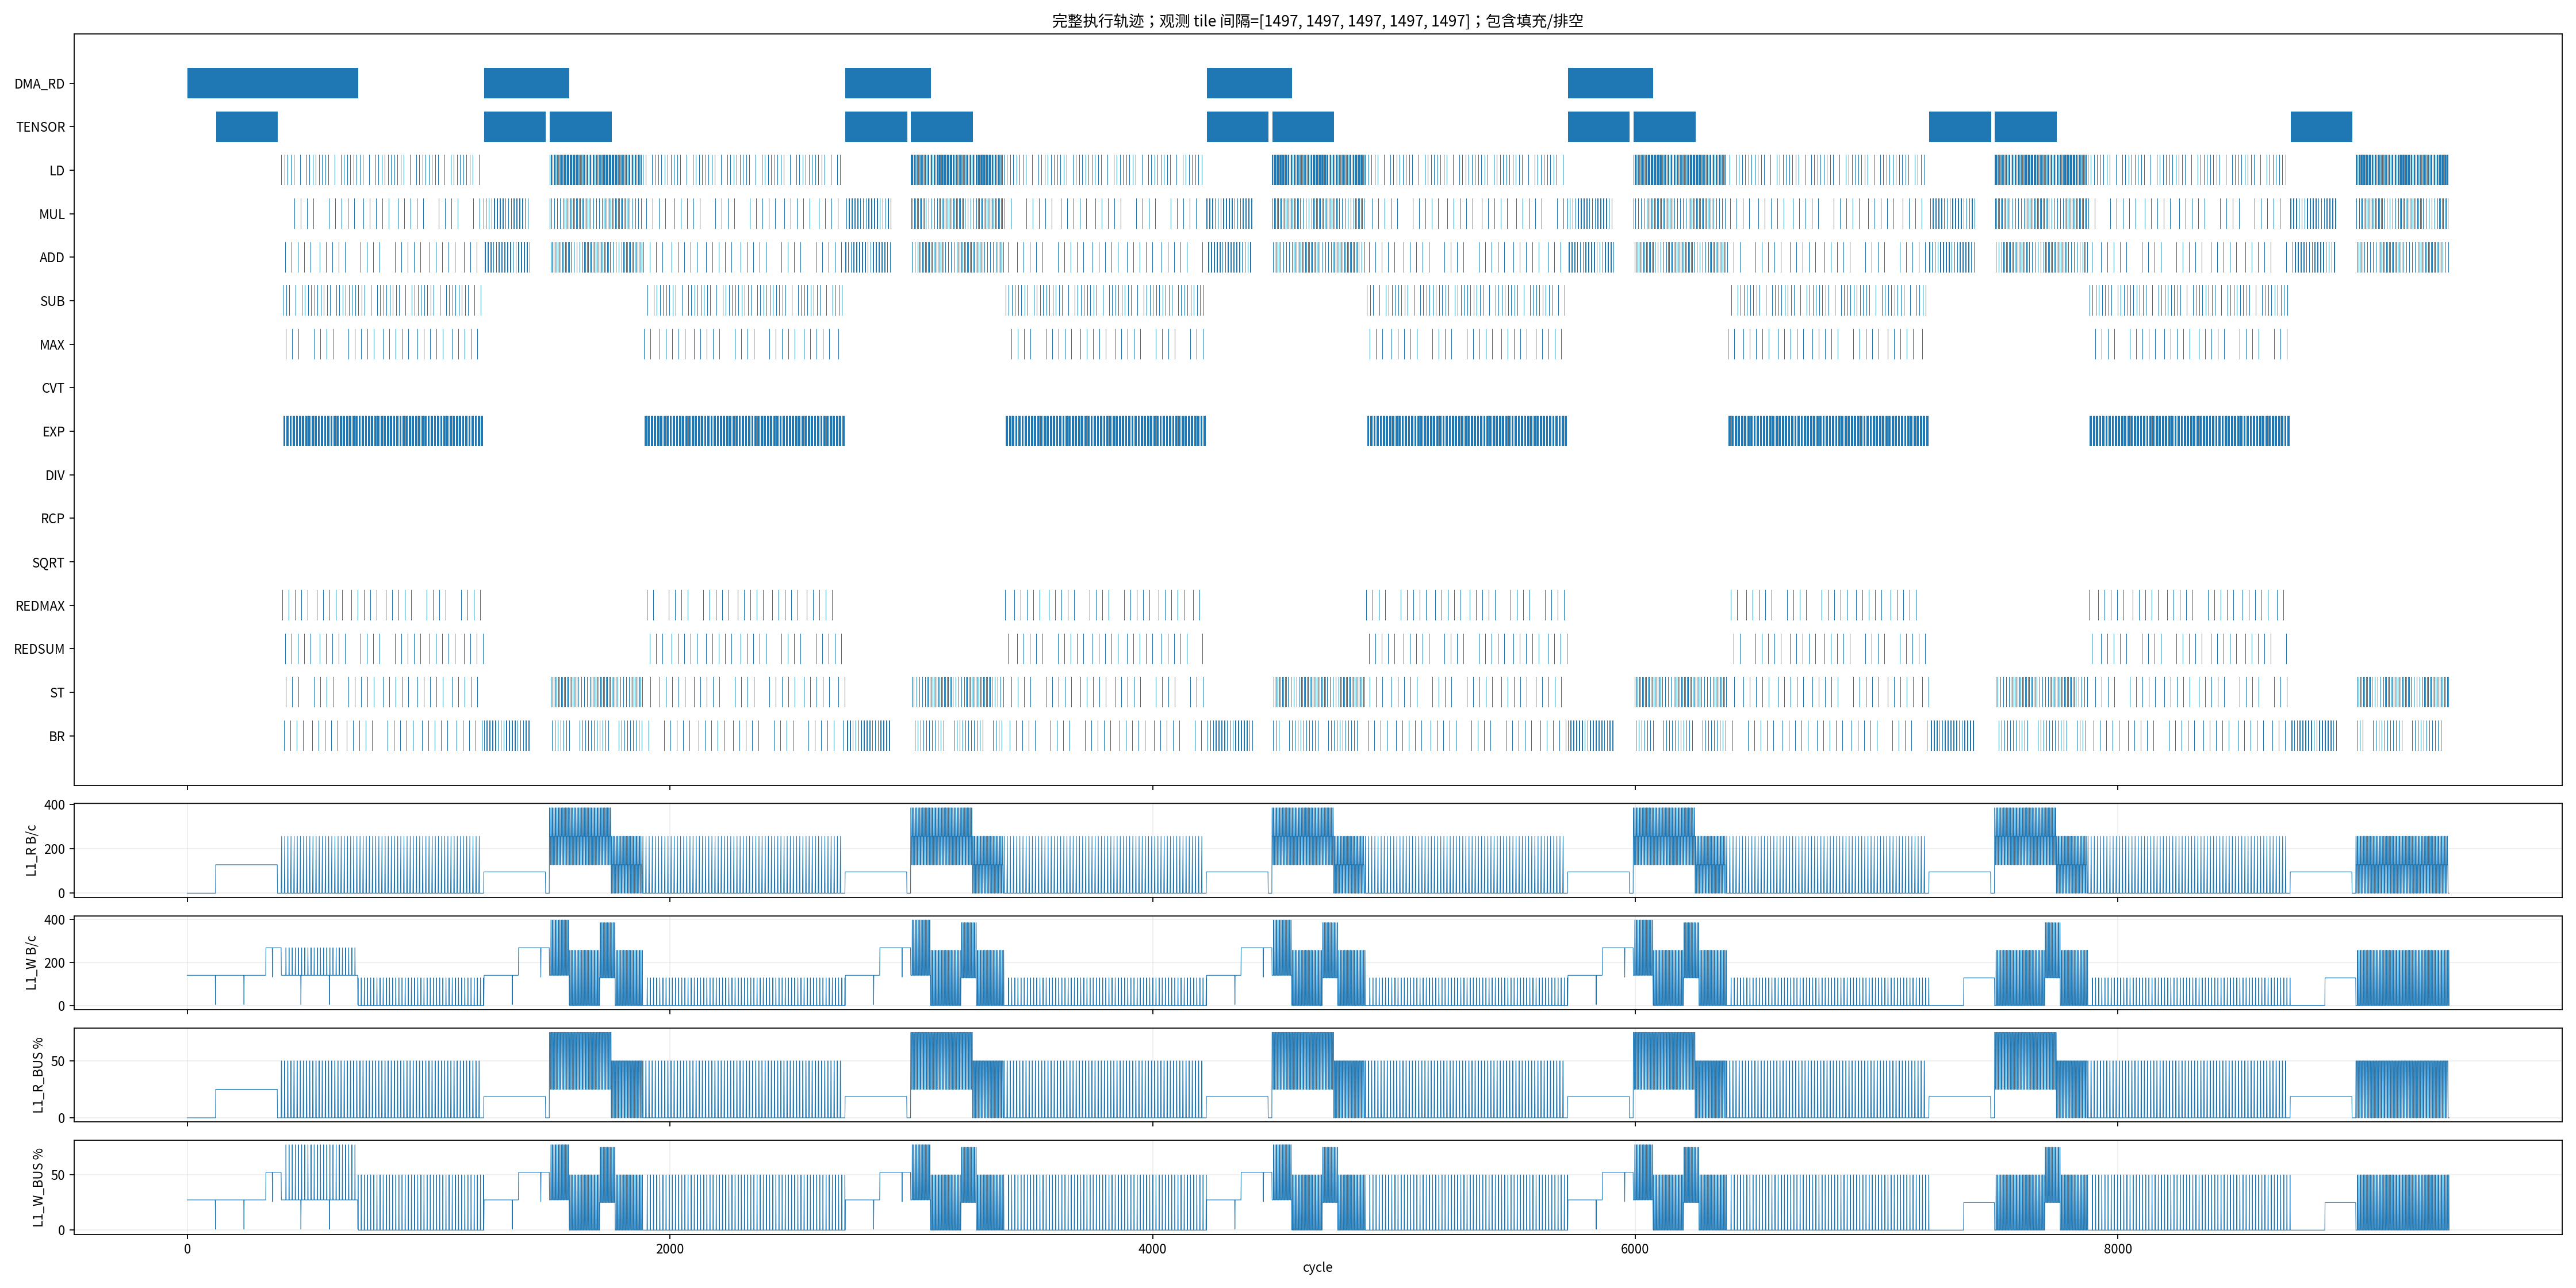 完整执行轨迹；观测 tile 间隔=[1497, 1497, 1497, 1497, 1497]；包含填充/排空
DMA_RD
TENSOR
LD
MUL
ADD
SUB
MAX
CVT
EXP
DIV
RCP
SQRT
REDMAX
REDSUM
ST
BR
L1_R B/c
400
200
0
L1_W B/c
400
200
0
L1_R_BUS %
50
0
L1_W_BUS %
50
0
0 2000 4000 6000 8000
cycle